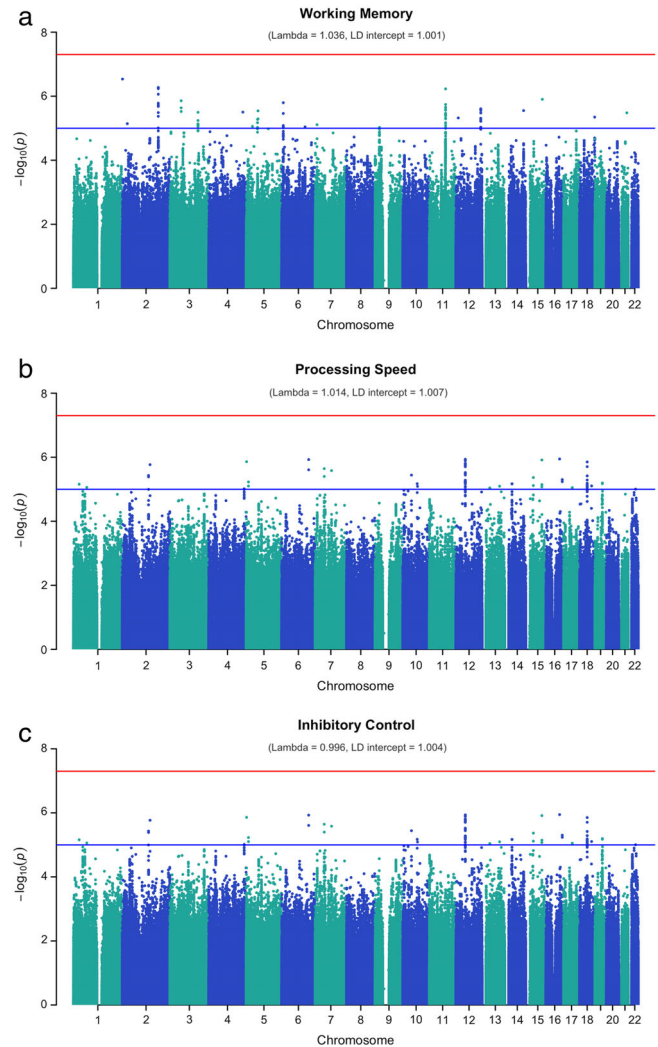 a
Working Memory
(Lambda = 1.036, LD intercept = 1.001)
8
6
4
2
0
−log10(p)
1 2 3 4 5 6 7 8 9 10 11 12 13 14 15 16 17 18 20 22
Chromosome
b
Processing Speed
(Lambda = 1.014, LD intercept = 1.007)
8
6
4
2
0
−log10(p)
1 2 3 4 5 6 7 8 9 10 11 12 13 14 15 16 17 18 20 22
Chromosome
c
Inhibitory Control
(Lambda = 0.996, LD intercept = 1.004)
8
6
4
2
0
−log10(p)
1 2 3 4 5 6 7 8 9 10 11 12 13 14 15 16 17 18 20 22
Chromosome